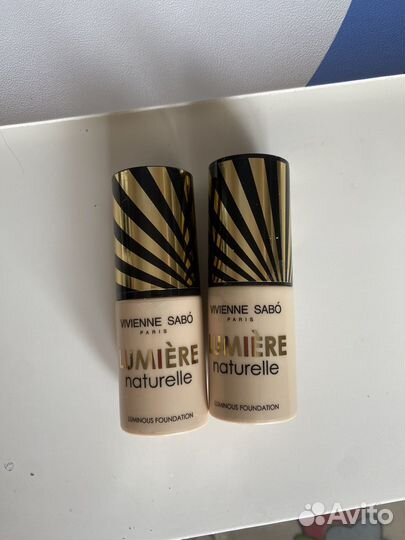 VIVIENNE SABÓ
PARIS
LUMIÈRE
naturelle
LUMINOUS FOUNDATION
VIVIENNE SABÓ
PARIS
LUMIÈRE
naturelle
LUMINOUS FOUNDATION
Avito